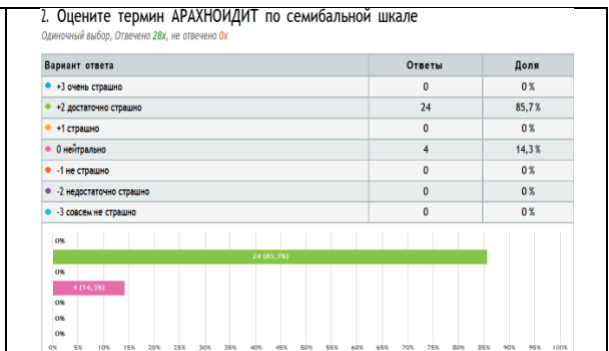 2. Оцените термин АРАХНОИДИТ по семибальной шкале
Одиночный выбор, Отвечено 28x, не отвечено 0x
Вариант ответа Ответы Доля
+3 очень страшно 0 0 %
+2 достаточно страшно 24 85,7 %
+1 страшно 0 0 %
0 нейтрально 4 14,3 %
-1 не страшно 0 0 %
-2 недостаточно страшно 0 0 %
-3 совсем не страшно 0 0 %
0%
24 (85,7%)
0%
4 (14,3%)
0%
0%
0%
0% 5% 10% 15% 20% 25% 30% 35% 40% 45% 50% 55% 60% 65% 70% 75% 80% 85% 90% 95% 100%